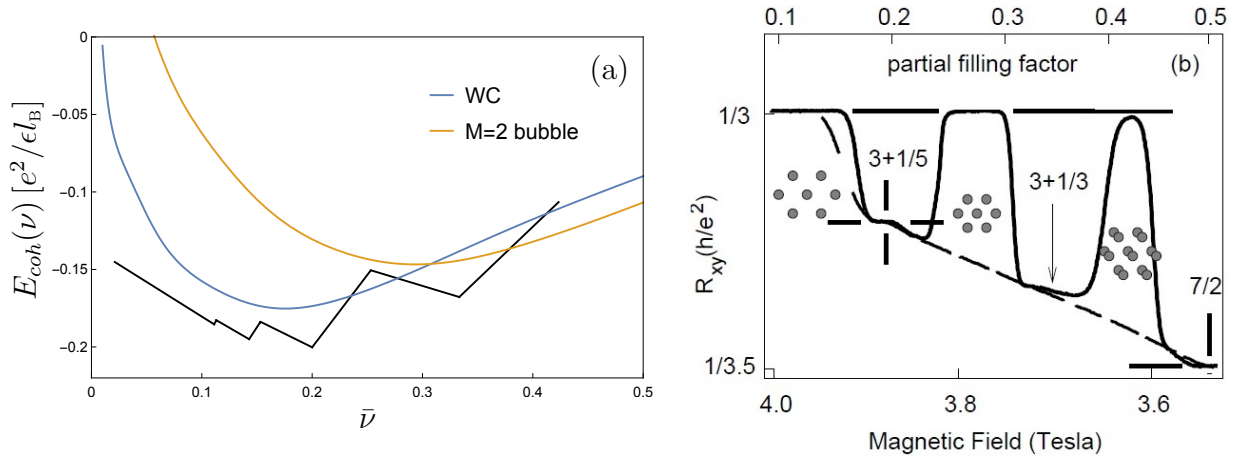 (a)
0
−0.05
−0.1
−0.15
−0.2
E_coh(ν) [e²/ϵl_B]
WC
M=2 bubble
0 0.1 0.2 0.3 0.4 0.5
ν̄
0.1 0.2 0.3 0.4 0.5
partial filling factor (b)
1/3
3+1/5
3+1/3
7/2
1/3.5
R_xy(h/e²)
4.0 3.8 3.6
Magnetic Field (Tesla)